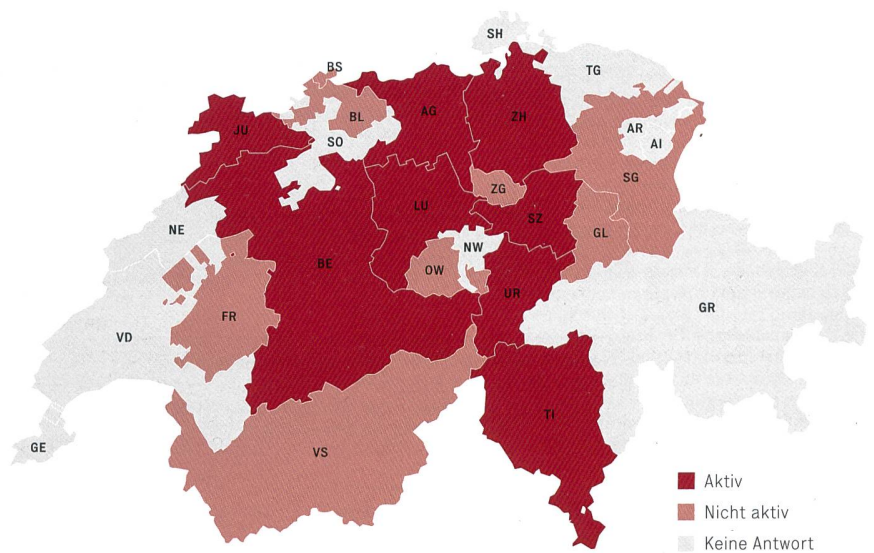 SH
BS
TG
BL
AG
ZH
JU
SO
AR
AI
ZG
SG
LU
SZ
NE
NW
GL
BE
OW
UR
FR
GR
VD
TI
GE
VS
Aktiv
Nicht aktiv
Keine Antwort